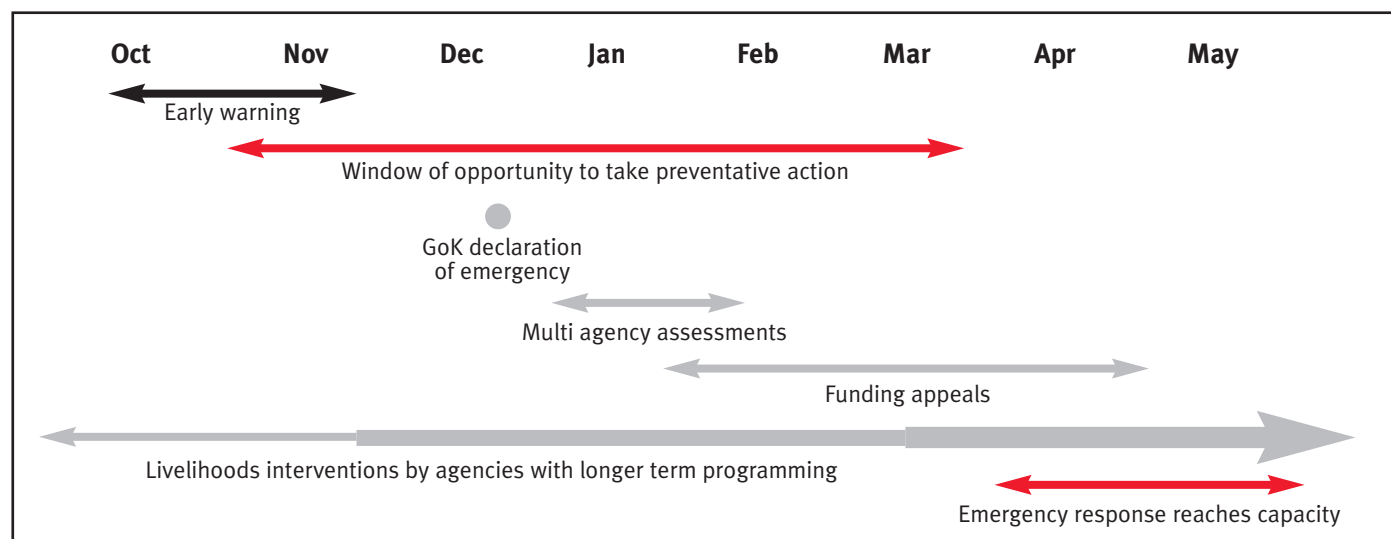 Oct Nov Dec Jan Feb Mar Apr May
Early warning
Window of opportunity to take preventative action
GoK declaration
of emergency
Multi agency assessments
Funding appeals
Livelihoods interventions by agencies with longer term programming
Emergency response reaches capacity